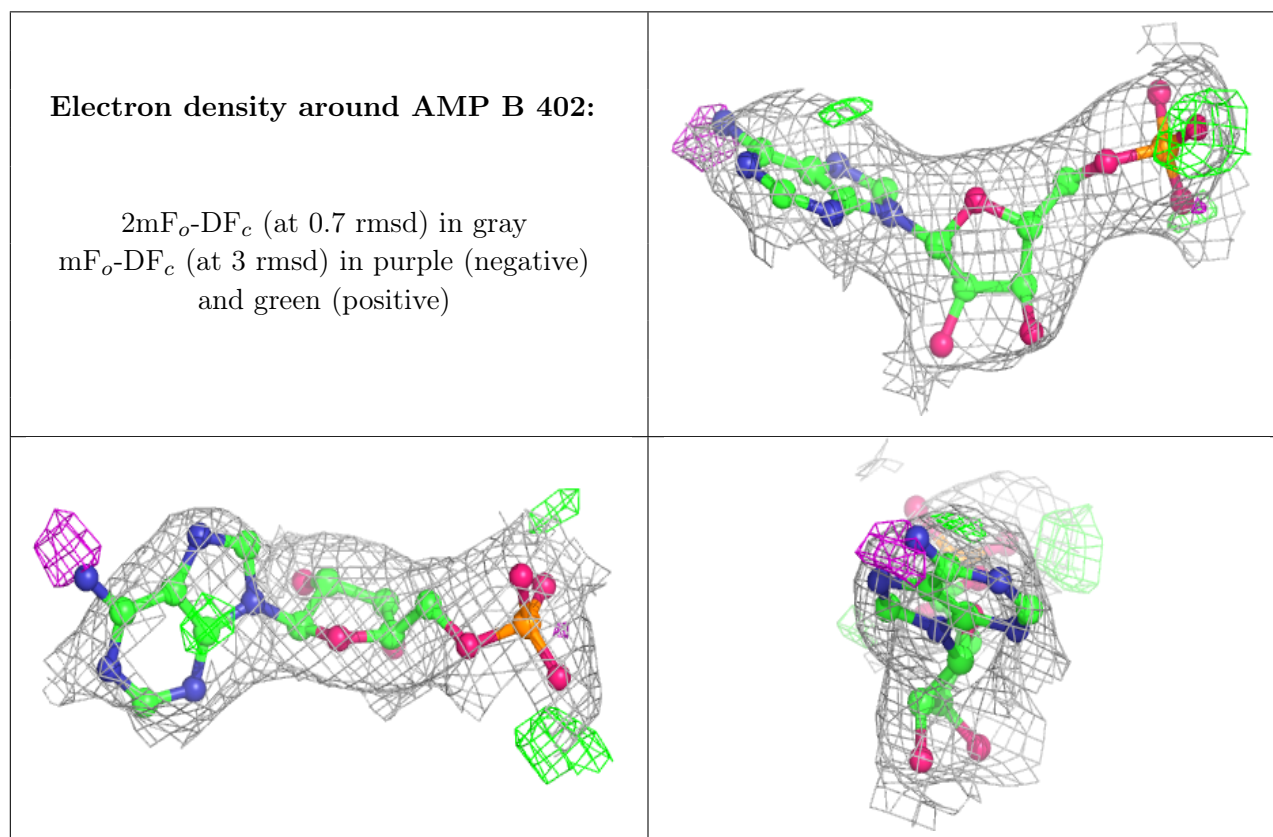 Electron density around AMP B 402:
2mFo-DFc (at 0.7 rmsd) in gray
mFo-DFc (at 3 rmsd) in purple (negative)
and green (positive)